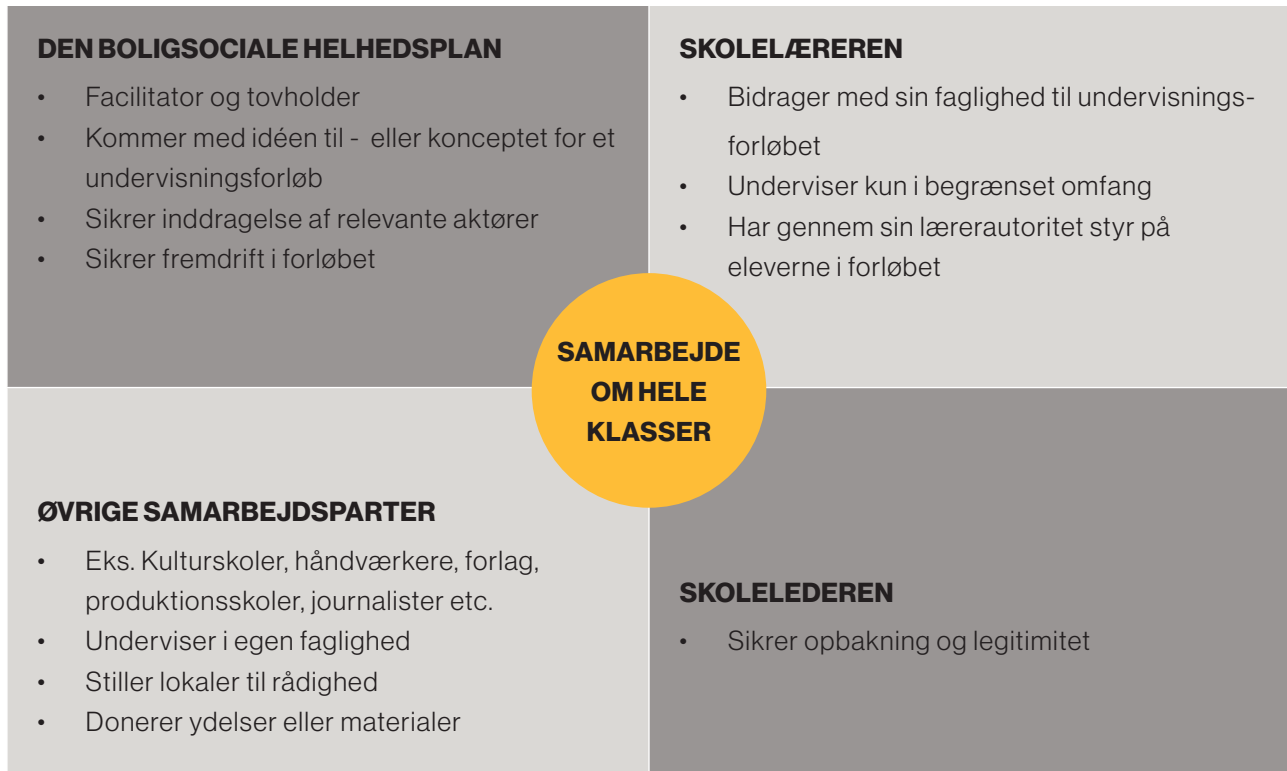 DEN BOLIGSOCIALE HELHEDSPLAN
• Facilitator og tovholder
• Kommer med idéen til - eller konceptet for et
undervisningsforløb
• Sikrer inddragelse af relevante aktører
• Sikrer fremdrift i forløbet
SKOLELÆREREN
• Bidrager med sin faglighed til undervisnings-
forløbet
• Underviser kun i begrænset omfang
• Har gennem sin lærerautoritet styr på
eleverne i forløbet
SAMARBEJDE
OM HELE
KLASSER
ØVRIGE SAMARBEJDSPARTER
• Eks. Kulturskoler, håndværkere, forlag,
produktionsskoler, journalister etc.
• Underviser i egen faglighed
• Stiller lokaler til rådighed
• Donerer ydelser eller materialer
SKOLELEDEREN
• Sikrer opbakning og legitimitet